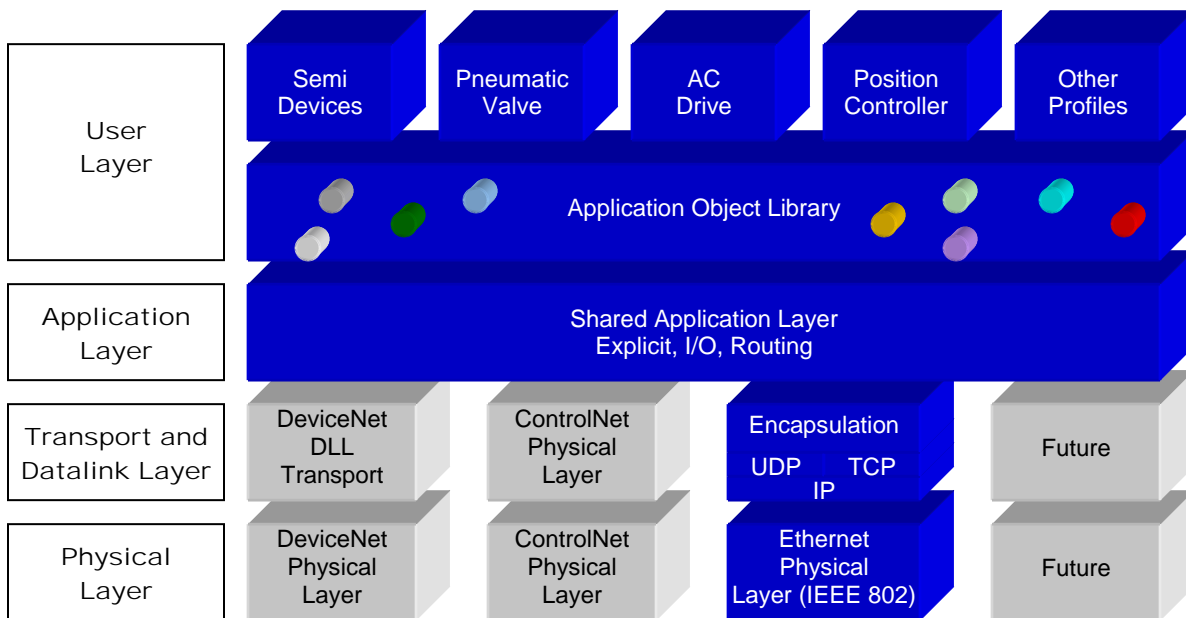 User
Layer
Semi
Devices
Pneumatic
Valve
AC
Drive
Position
Controller
Other
Profiles
Application Object Library
Application
Layer
Shared Application Layer
Explicit, I/O, Routing
Transport and
Datalink Layer
DeviceNet
DLL
Transport
ControlNet
Physical
Layer
Encapsulation
UDP TCP
IP
Future
Physical
Layer
DeviceNet
Physical
Layer
ControlNet
Physical
Layer
Ethernet
Physical
Layer (IEEE 802)
Future